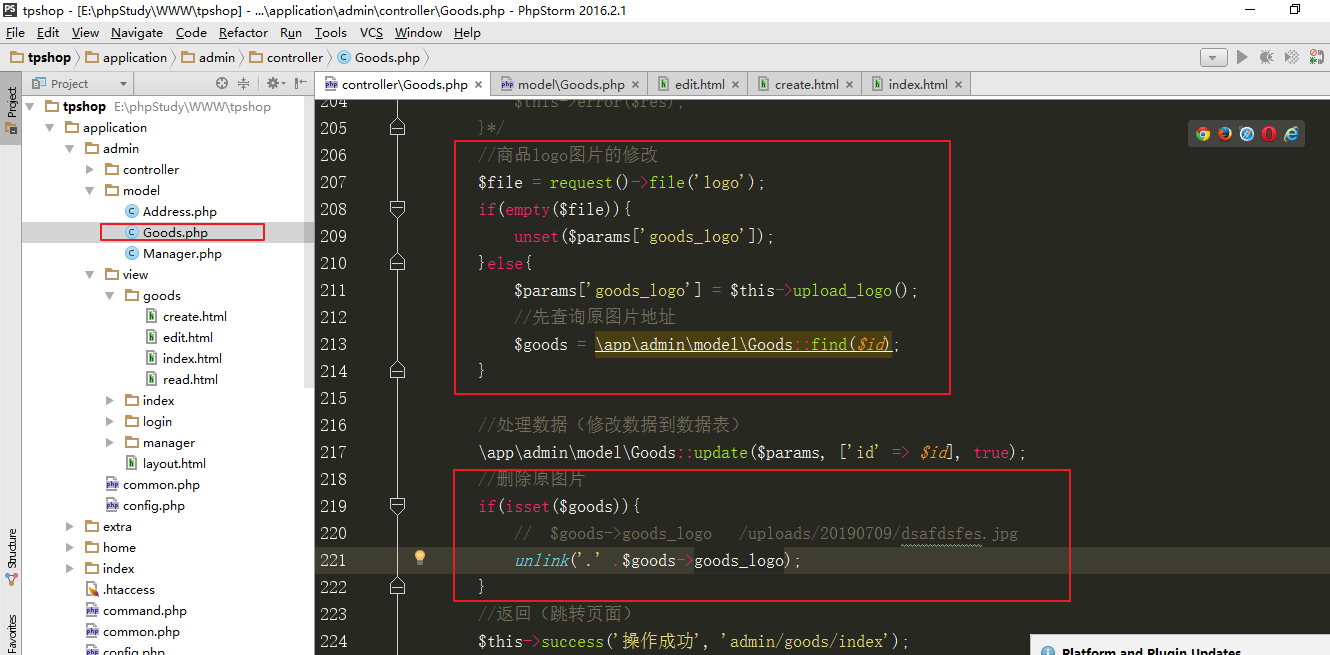 tpshop - [E:\phpStudy\WWW\tpshop] - ...\application\admin\controller\Goods.php - PhpStorm 2016.2.1
File Edit View Navigate Code Refactor Run Tools VCS Window Help
tpshop application admin controller Goods.php
Project
controller\Goods.php model\Goods.php edit.html create.html index.html
Project
Structure
Favorites
tpshop E:\phpStudy\WWW\tpshop
application
admin
controller
model
Address.php
Goods.php
Manager.php
view
goods
create.html
edit.html
index.html
read.html
index
login
manager
layout.html
common.php
config.php
extra
home
index
.htaccess
command.php
common.php
config.php
204 $this->error($res);
205 }*/
206 //商品logo图片的修改
207 $file = request()->file('logo');
208 if(empty($file)){
209 unset($params['goods_logo']);
210 }else{
211 $params['goods_logo'] = $this->upload_logo();
212 //先查询原图片地址
213 $goods = \app\admin\model\Goods::find($id);
214 }
215
216 //处理数据（修改数据到数据表）
217 \app\admin\model\Goods::update($params, ['id' => $id], true);
218 //删除原图片
219 if(isset($goods)){
220 // $goods->goods_logo /uploads/20190709/dsafdsfes.jpg
221 unlink('.' .$goods->goods_logo);
222 }
223 //返回（跳转页面）
224 $this->success('操作成功', 'admin/goods/index');
Platform and Plugin Updates